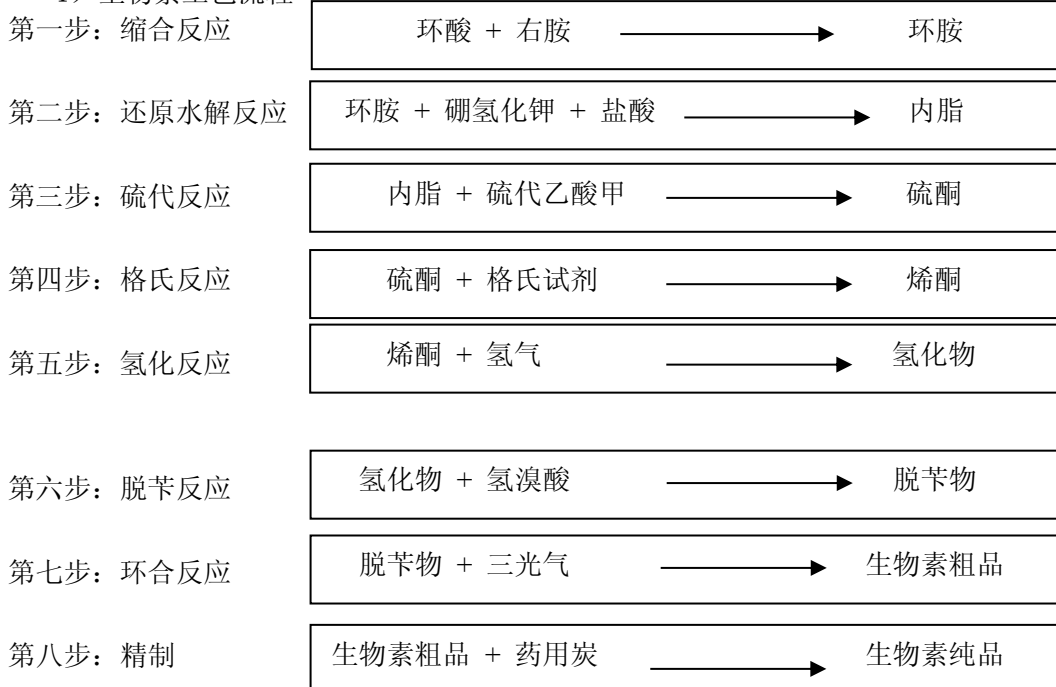 第一步：缩合反应 环酸 + 右胺 环胺
第二步：还原水解反应 环胺 + 硼氢化钾 + 盐酸 内脂
第三步：硫代反应 内脂 + 硫代乙酸甲 硫酮
第四步：格氏反应 硫酮 + 格氏试剂 烯酮
第五步：氢化反应 烯酮 + 氢气 氢化物
第六步：脱苄反应 氢化物 + 氢溴酸 脱苄物
第七步：环合反应 脱苄物 + 三光气 生物素粗品
第八步：精制 生物素粗品 + 药用炭 生物素纯品